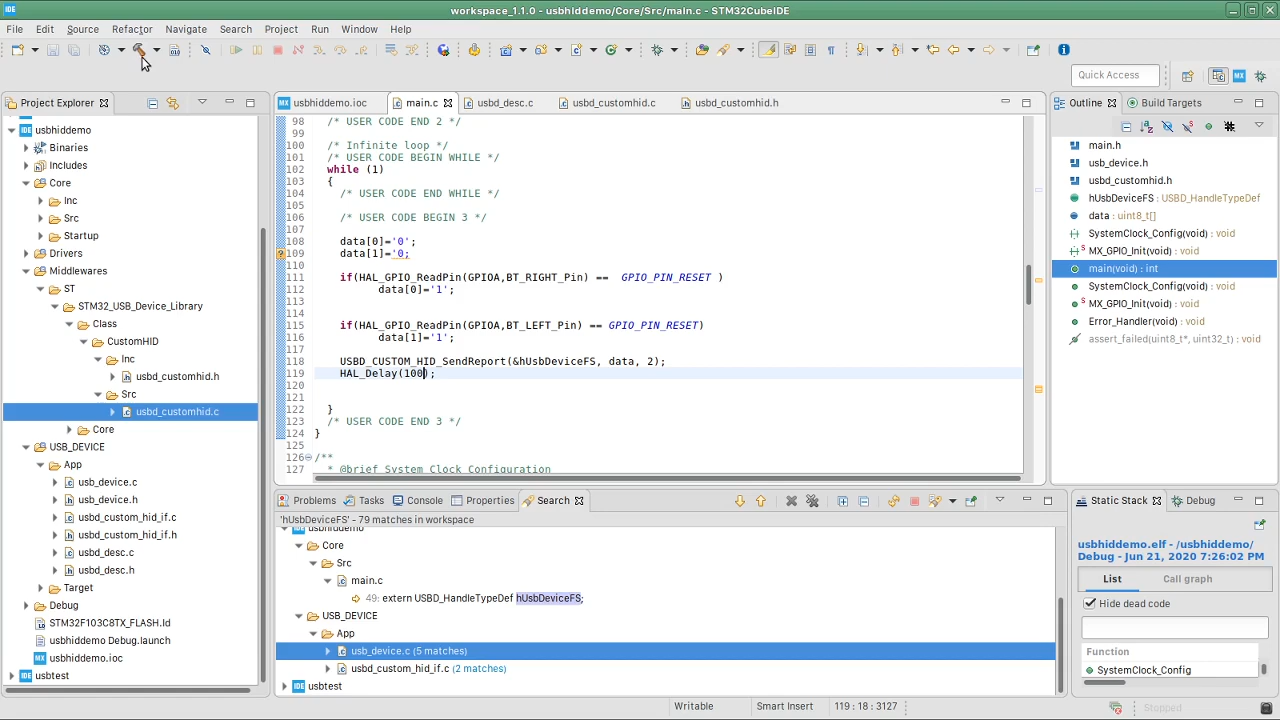 workspace_1.1.0 - usbhiddemo/Core/Src/main.c - STM32CubeIDE
File Edit Source Refactor Navigate Search Project Run Window Help
Quick Access
Project Explorer
usbhiddemo
Binaries
Includes
Core
Inc
Src
Startup
Drivers
Middlewares
ST
STM32_USB_Device_Library
Class
CustomHID
Inc
usbd_customhid.h
Src
usbd_customhid.c
Core
USB_DEVICE
App
usb_device.c
usb_device.h
usbd_custom_hid_if.c
usbd_custom_hid_if.h
usbd_desc.c
usbd_desc.h
Target
Debug
STM32F103C8TX_FLASH.ld
usbhiddemo Debug.launch
usbhiddemo.ioc
usbtest
usbhiddemo.ioc main.c usbd_desc.c usbd_customhid.c usbd_customhid.h
98 /* USER CODE END 2 */
99
100 /* Infinite loop */
101 /* USER CODE BEGIN WHILE */
102 while (1)
103 {
104 /* USER CODE END WHILE */
105
106 /* USER CODE BEGIN 3 */
107
108 data[0]='0';
109 data[1]='0;
110
111 if(HAL_GPIO_ReadPin(GPIOA,BT_RIGHT_Pin) == GPIO_PIN_RESET )
112 data[0]='1';
113
114
115 if(HAL_GPIO_ReadPin(GPIOA,BT_LEFT_Pin) == GPIO_PIN_RESET)
116 data[1]='1';
117
118 USBD_CUSTOM_HID_SendReport(&hUsbDeviceFS, data, 2);
119 HAL_Delay(100);
120
121
122 }
123 /* USER CODE END 3 */
124 }
125
126 /**
127 * @brief System Clock Configuration
Outline Build Targets
main.h
usb_device.h
usbd_customhid.h
hUsbDeviceFS : USBD_HandleTypeDef
data : uint8_t[]
SystemClock_Config(void) : void
MX_GPIO_Init(void) : void
main(void) : int
SystemClock_Config(void) : void
MX_GPIO_Init(void) : void
Error_Handler(void) : void
assert_failed(uint8_t*, uint32_t) : void
Problems Tasks Console Properties Search
'hUsbDeviceFS' - 79 matches in workspace
usbhiddemo
Core
Src
main.c
49: extern USBD_HandleTypeDef hUsbDeviceFS;
USB_DEVICE
App
usb_device.c (5 matches)
usbd_custom_hid_if.c (2 matches)
usbtest
Static Stack Debug
usbhiddemo.elf - /usbhiddemo/
Debug - Jun 21, 2020 7:26:02 PM
List Call graph
Hide dead code
Function
SystemClock_Config
Writable Smart Insert 119 : 18 : 3127 Stopped